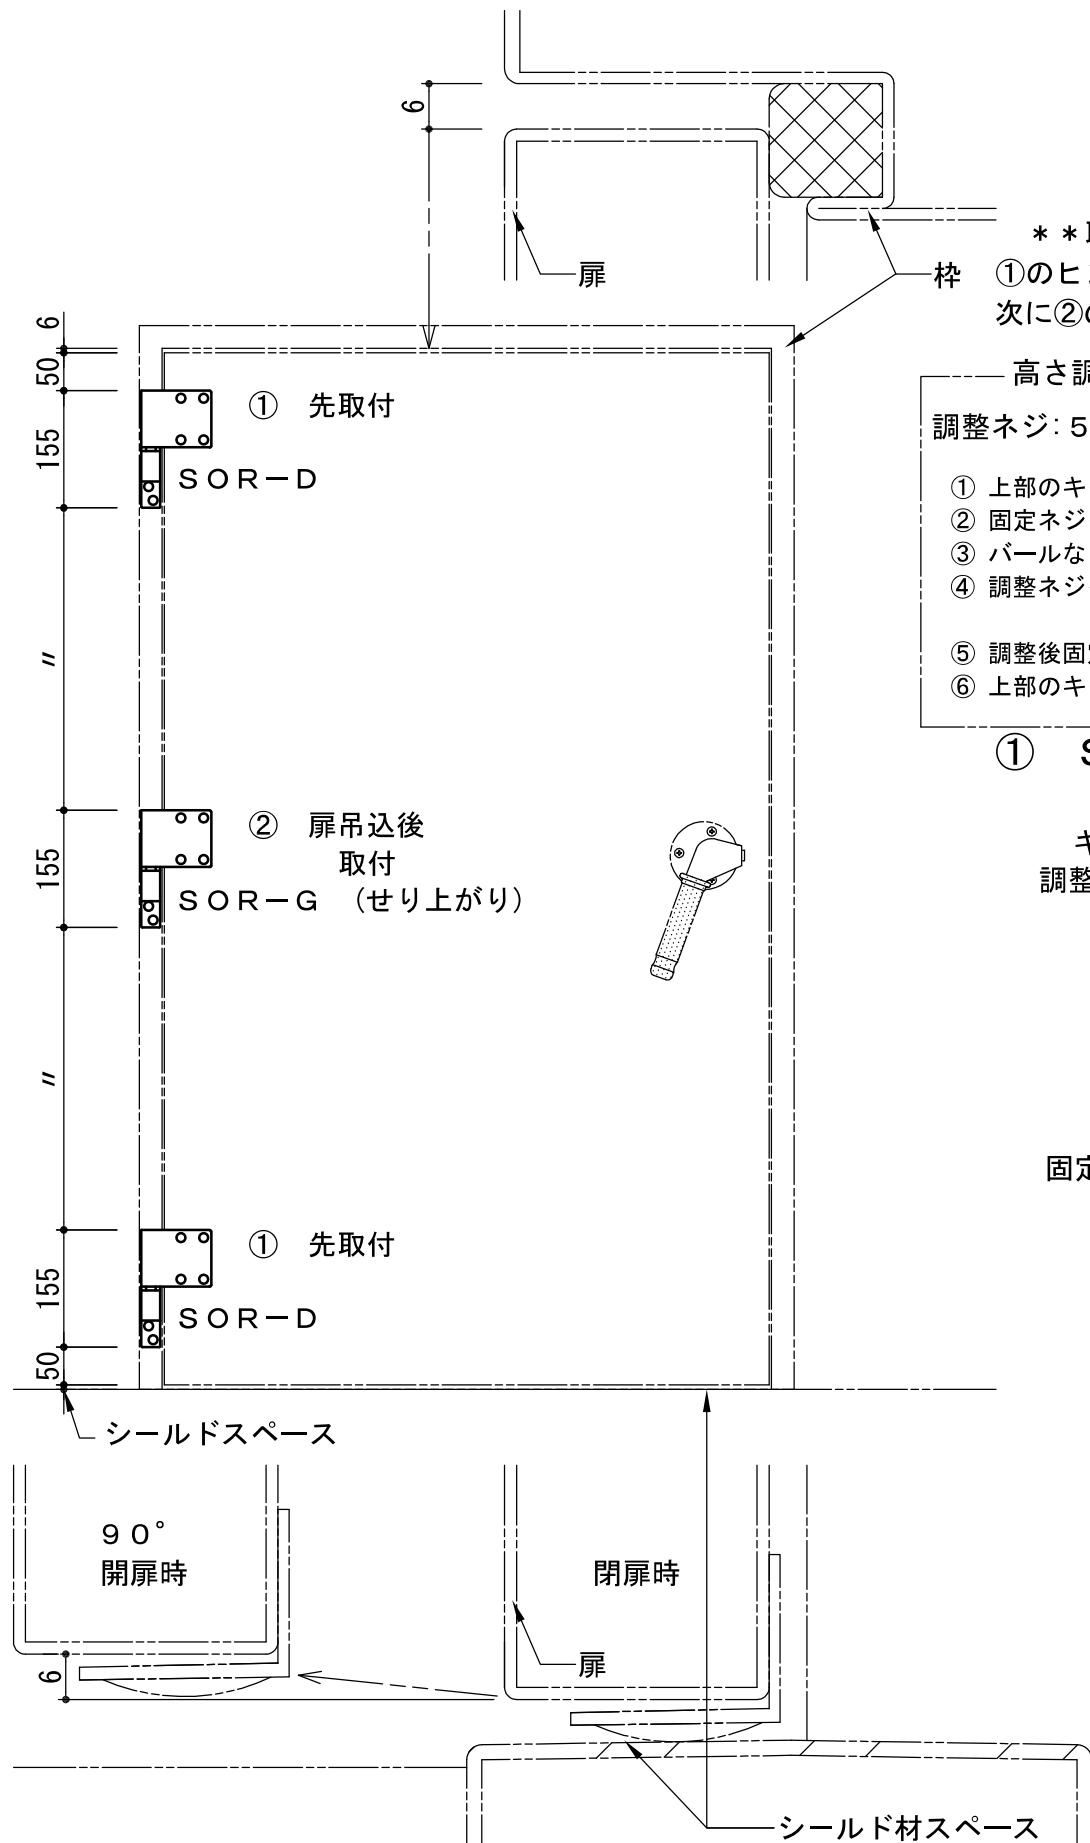 6
扉
枠
**
①のヒ
次に②
6
50
155
〃
155
〃
155
50
① 先取付
SOR-D
② 扉吊込後
取付
SOR-G (せり上がり)
① 先取付
SOR-D
高さ調
調整ネジ:5
① 上部のキ
② 固定ネジ
③ バールな
④ 調整ネジ
⑤ 調整後固
⑥ 上部のキ
① S
キ
調整
固定
シールドスペース
90°
開扉時
閉扉時
6
扉
シールド材スペース